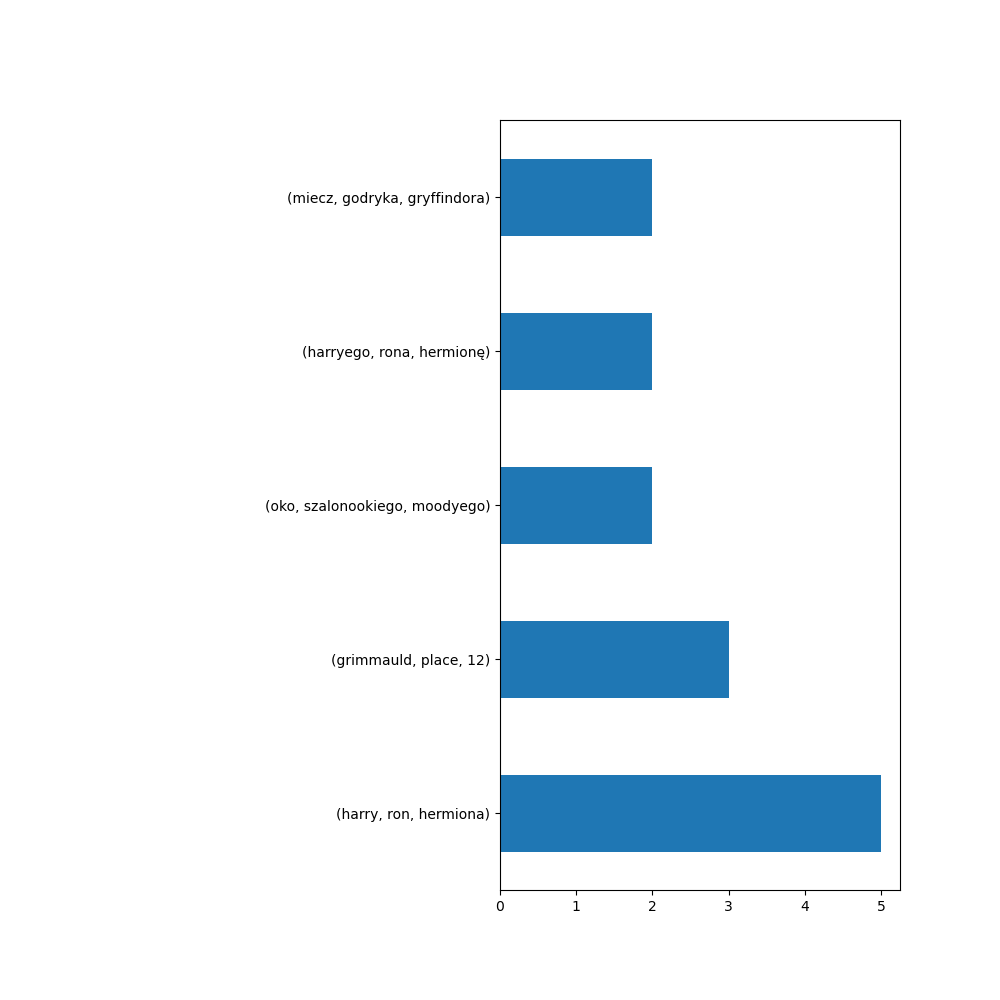 (miecz, godryka, gryffindora)
(harryego, rona, hermionę)
(oko, szalonookiego, moodyego)
(grimmauld, place, 12)
(harry, ron, hermiona)
0 1 2 3 4 5